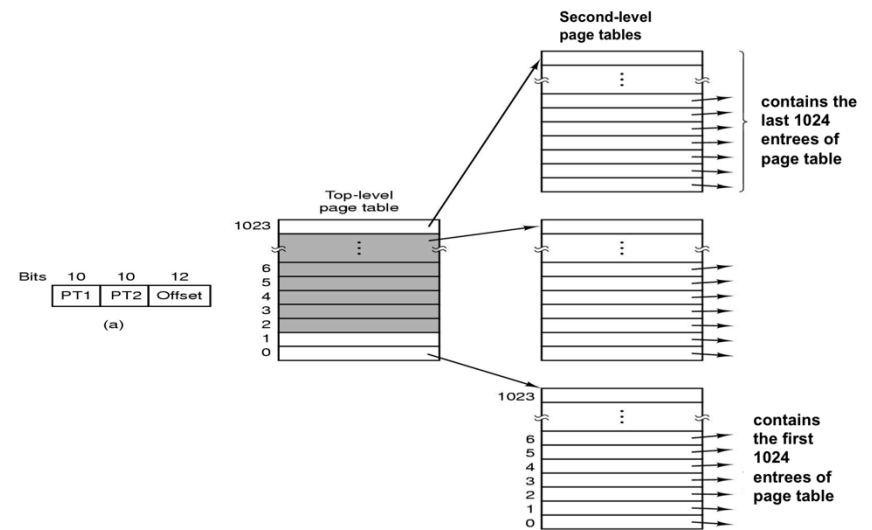 Second-level
page tables
⋮
contains the
last 1024
entrees of
page table
Top-level
page table
1023
⋮
6
5
4
3
2
1
0
Bits 10 10 12
PT1 PT2 Offset
(a)
⋮
1023
⋮
6
5
4
3
2
1
0
contains
the first
1024
entrees of
page table